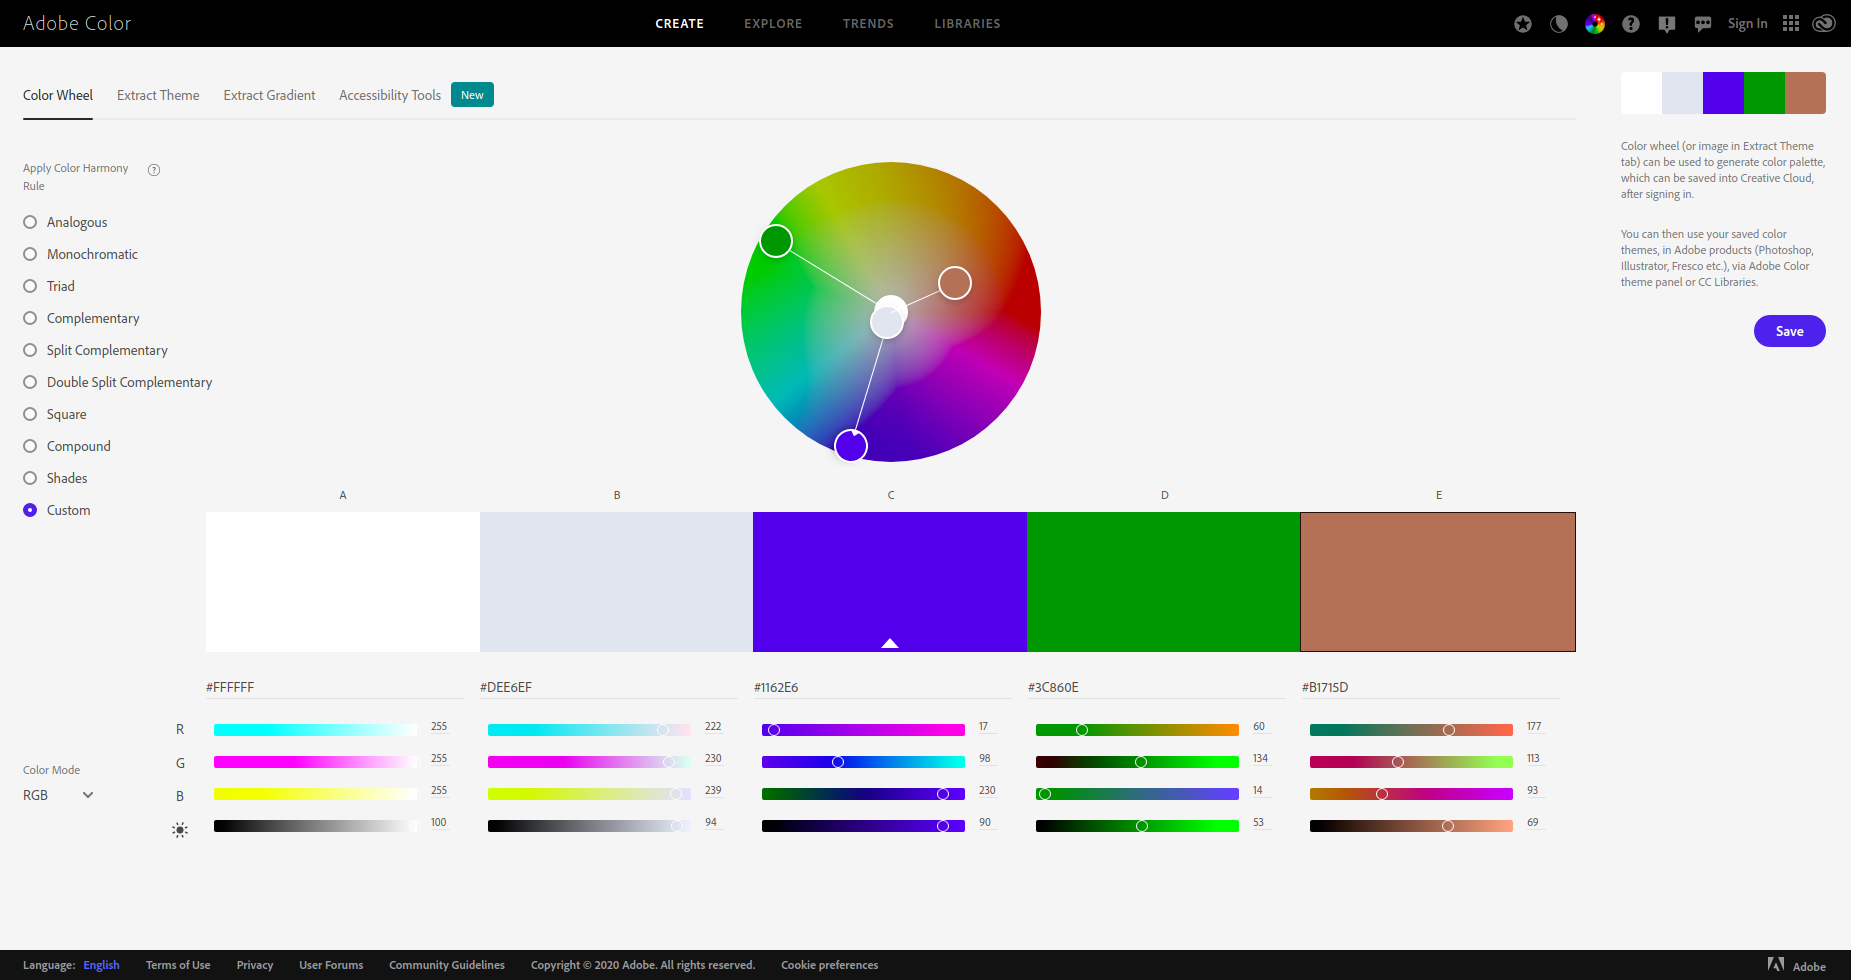 Adobe Color
CREATE EXPLORE TRENDS LIBRARIES
Sign In
Color Wheel Extract Theme Extract Gradient Accessibility Tools New
Apply Color Harmony
Rule
Analogous
Monochromatic
Triad
Complementary
Split Complementary
Double Split Complementary
Square
Compound
Shades
Custom
Color wheel (or image in Extract Theme
tab) can be used to generate color palette,
which can be saved into Creative Cloud,
after signing in.
You can then use your saved color
themes, in Adobe products (Photoshop,
Illustrator, Fresco etc.), via Adobe Color
theme panel or CC Libraries.
Save
A B C D E
#FFFFFF #DEE6EF #1162E6 #3C860E #B1715D
R 255 222 17 60 177
G 255 230 98 134 113
B 255 239 230 14 93
100 94 90 53 69
Color Mode
RGB
Language: English Terms of Use Privacy User Forums Community Guidelines Copyright © 2020 Adobe. All rights reserved. Cookie preferences Adobe